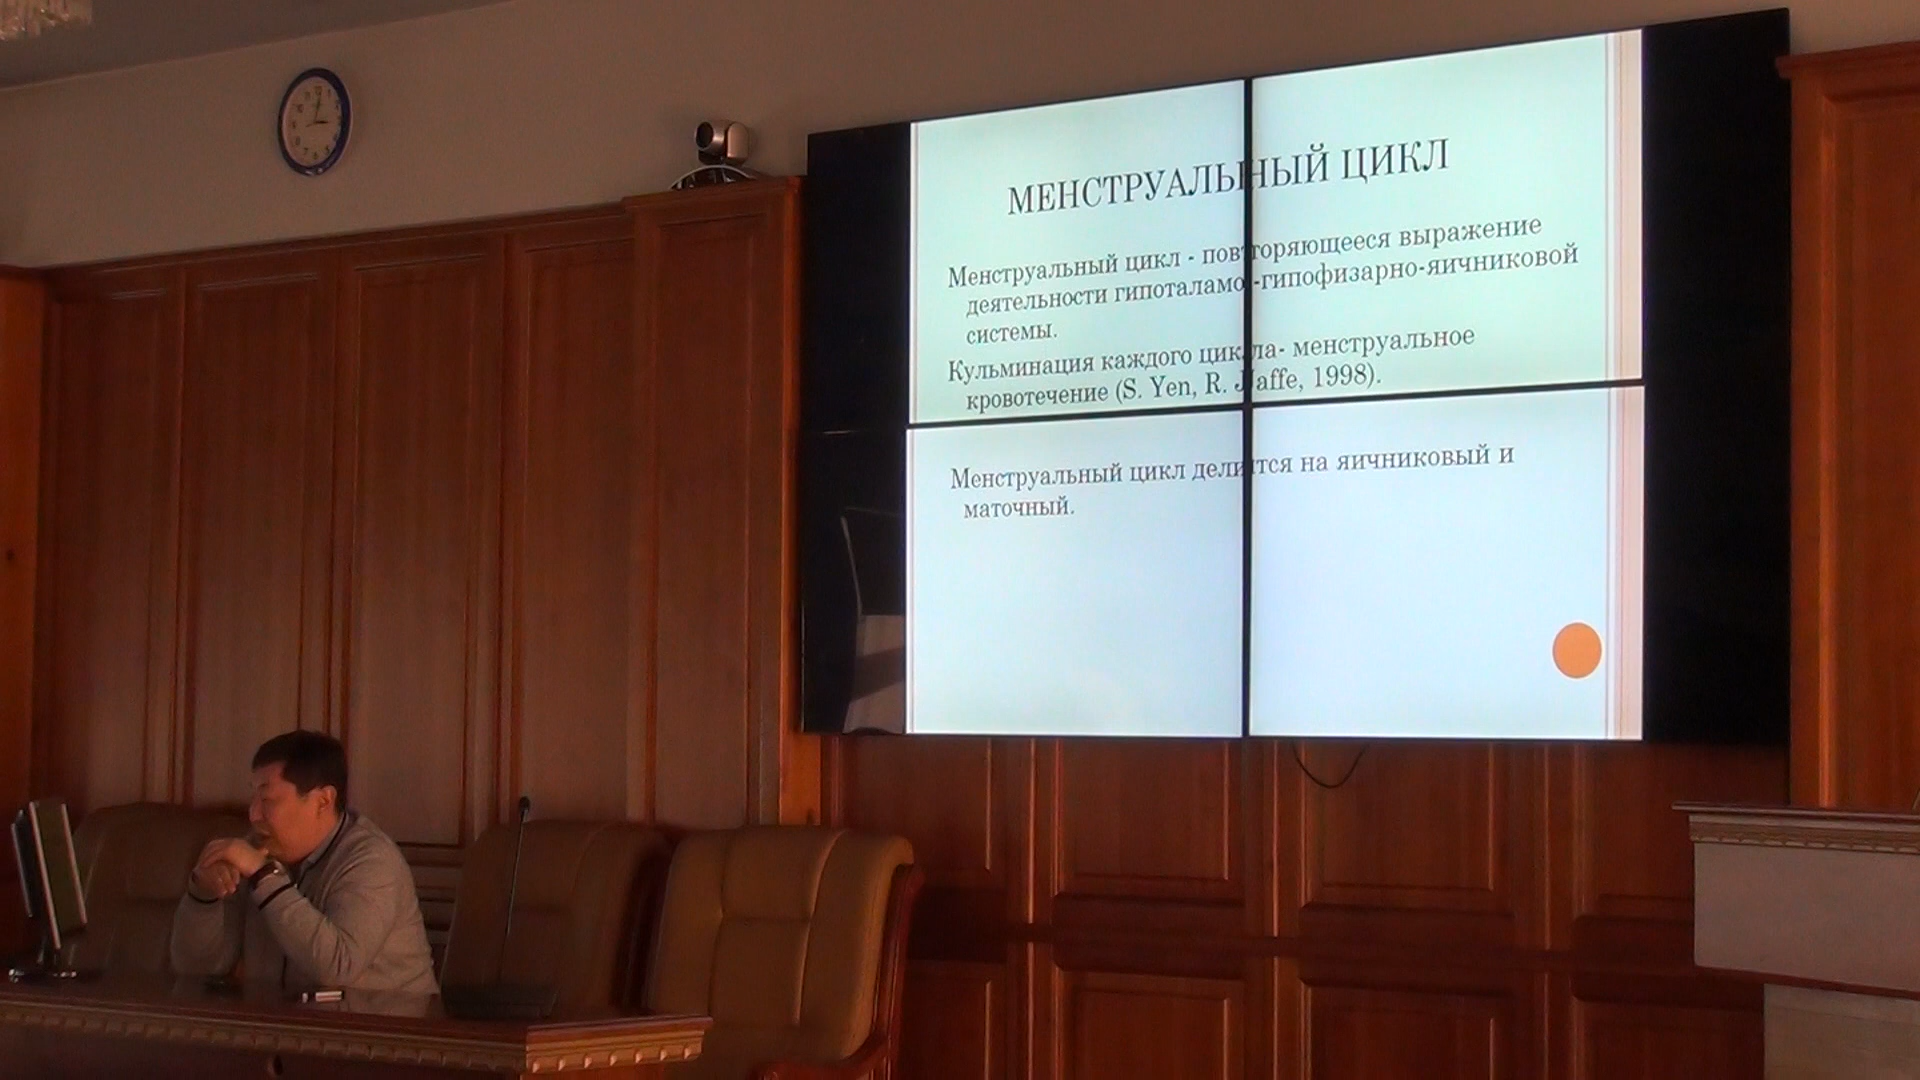 МЕНСТРУАЛЬНЫЙ ЦИКЛ
Менструальный цикл - повторяющееся выражение
деятельности гипоталамо-гипофизарно-яичниковой
системы.
Кульминация каждого цикла- менструальное
кровотечение (S. Yen, R. Jaffe, 1998).
Менструальный цикл делится на яичниковый и
маточный.